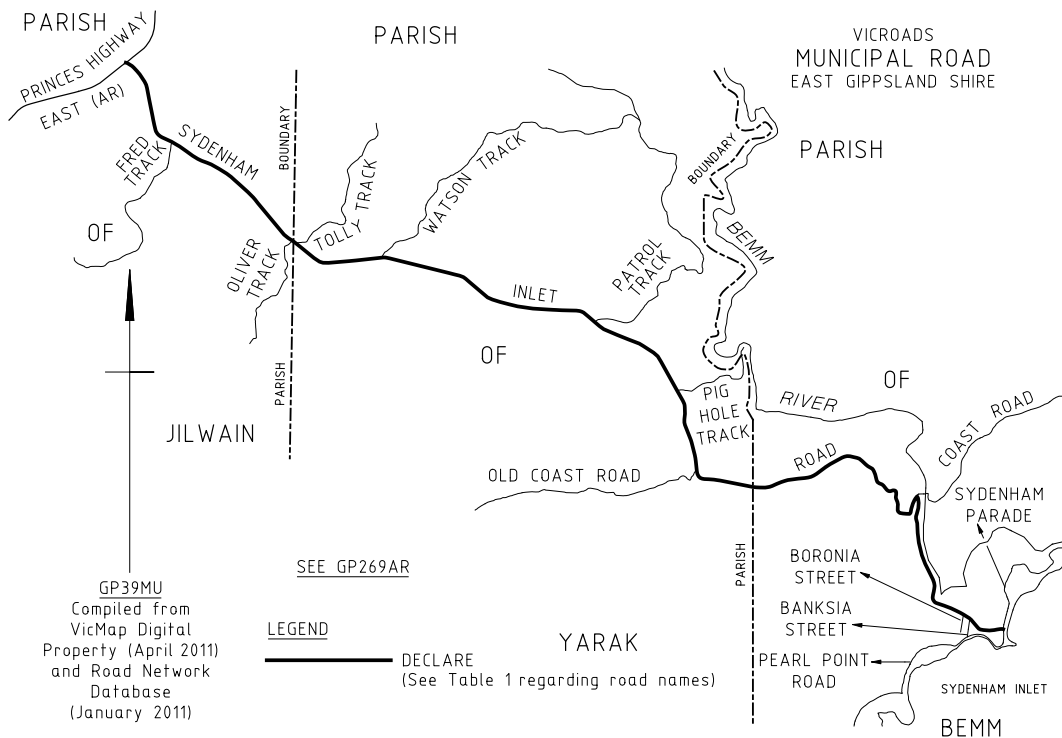 PARISH
PARISH
VICROADS
MUNICIPAL ROAD
EAST GIPPSLAND SHIRE
PRINCES HIGHWAY
EAST (AR)
FRED
TRACK
SYDENHAM
BOUNDARY
TOLLY TRACK
WATSON TRACK
BOUNDARY
PARISH
OF
OLIVER
TRACK
BEMM
PATROL
TRACK
INLET
OF
PARISH
OF
PIG
HOLE
TRACK
RIVER
COAST ROAD
JILWAIN
OLD COAST ROAD
ROAD
SYDENHAM
PARADE
BORONIA
STREET
PARISH
BANKSIA
STREET
SEE GP269AR
GP39MU
Compiled from
VicMap Digital
Property (April 2011)
and Road Network
Database
(January 2011)
LEGEND
DECLARE
(See Table 1 regarding road names)
YARAK
PEARL POINT
ROAD
SYDENHAM INLET
BEMM